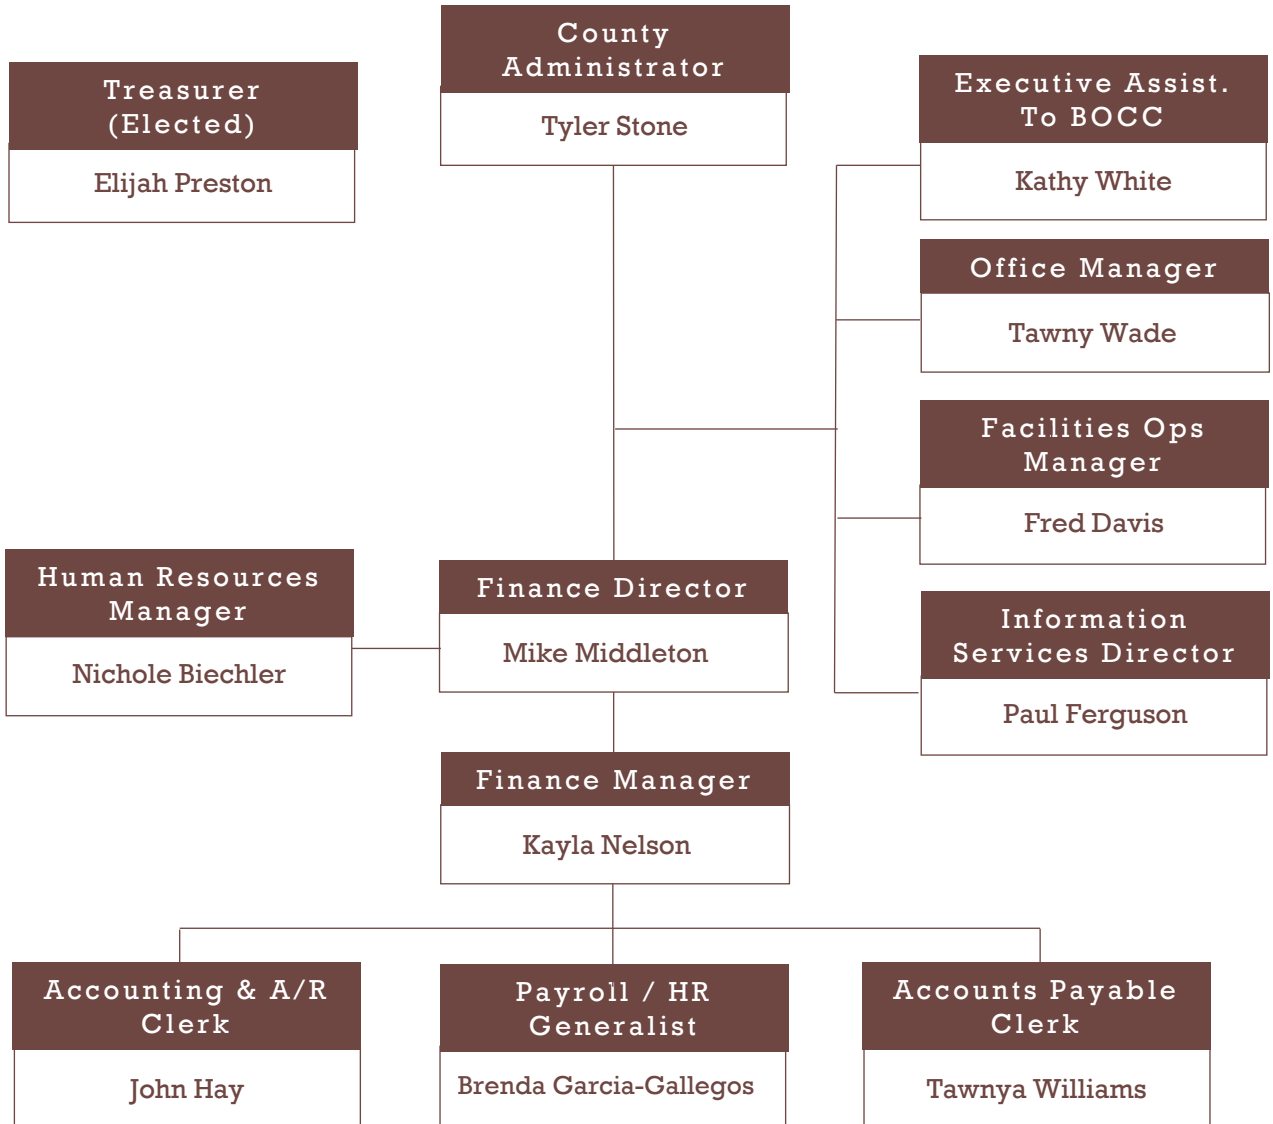 County
Administrator
Tyler Stone
Treasurer
(Elected)
Elijah Preston
Executive Assist.
To BOCC
Kathy White
Office Manager
Tawny Wade
Facilities Ops
Manager
Fred Davis
Human Resources
Manager
Nichole Biechler
Finance Director
Mike Middleton
Information
Services Director
Paul Ferguson
Finance Manager
Kayla Nelson
Accounting & A/R
Clerk
John Hay
Payroll / HR
Generalist
Brenda Garcia-Gallegos
Accounts Payable
Clerk
Tawnya Williams